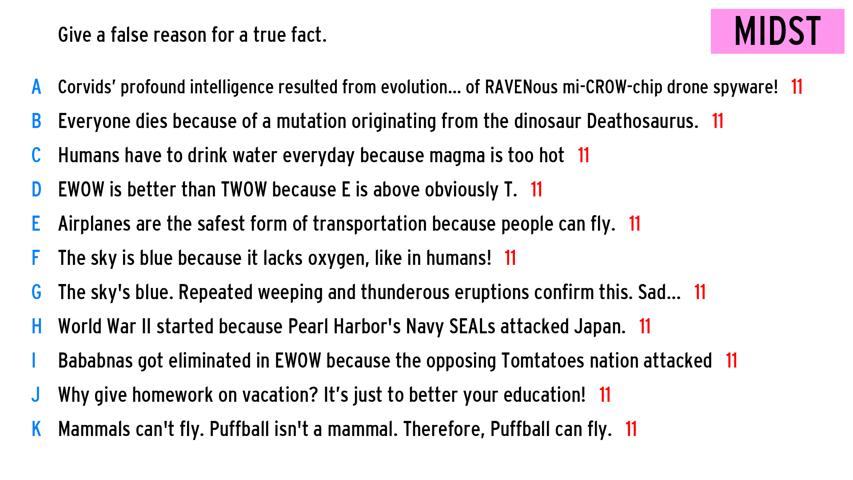 Give a false reason for a true fact.
MIDST
A Corvids’ profound intelligence resulted from evolution... of RAVENous mi-CROW-chip drone spyware! 11
B Everyone dies because of a mutation originating from the dinosaur Deathosaurus. 11
C Humans have to drink water everyday because magma is too hot 11
D EWOW is better than TWOW because E is above obviously T. 11
E Airplanes are the safest form of transportation because people can fly. 11
F The sky is blue because it lacks oxygen, like in humans! 11
G The sky's blue. Repeated weeping and thunderous eruptions confirm this. Sad... 11
H World War II started because Pearl Harbor's Navy SEALs attacked Japan. 11
I Bababnas got eliminated in EWOW because the opposing Tomtatoes nation attacked 11
J Why give homework on vacation? It’s just to better your education! 11
K Mammals can't fly. Puffball isn't a mammal. Therefore, Puffball can fly. 11